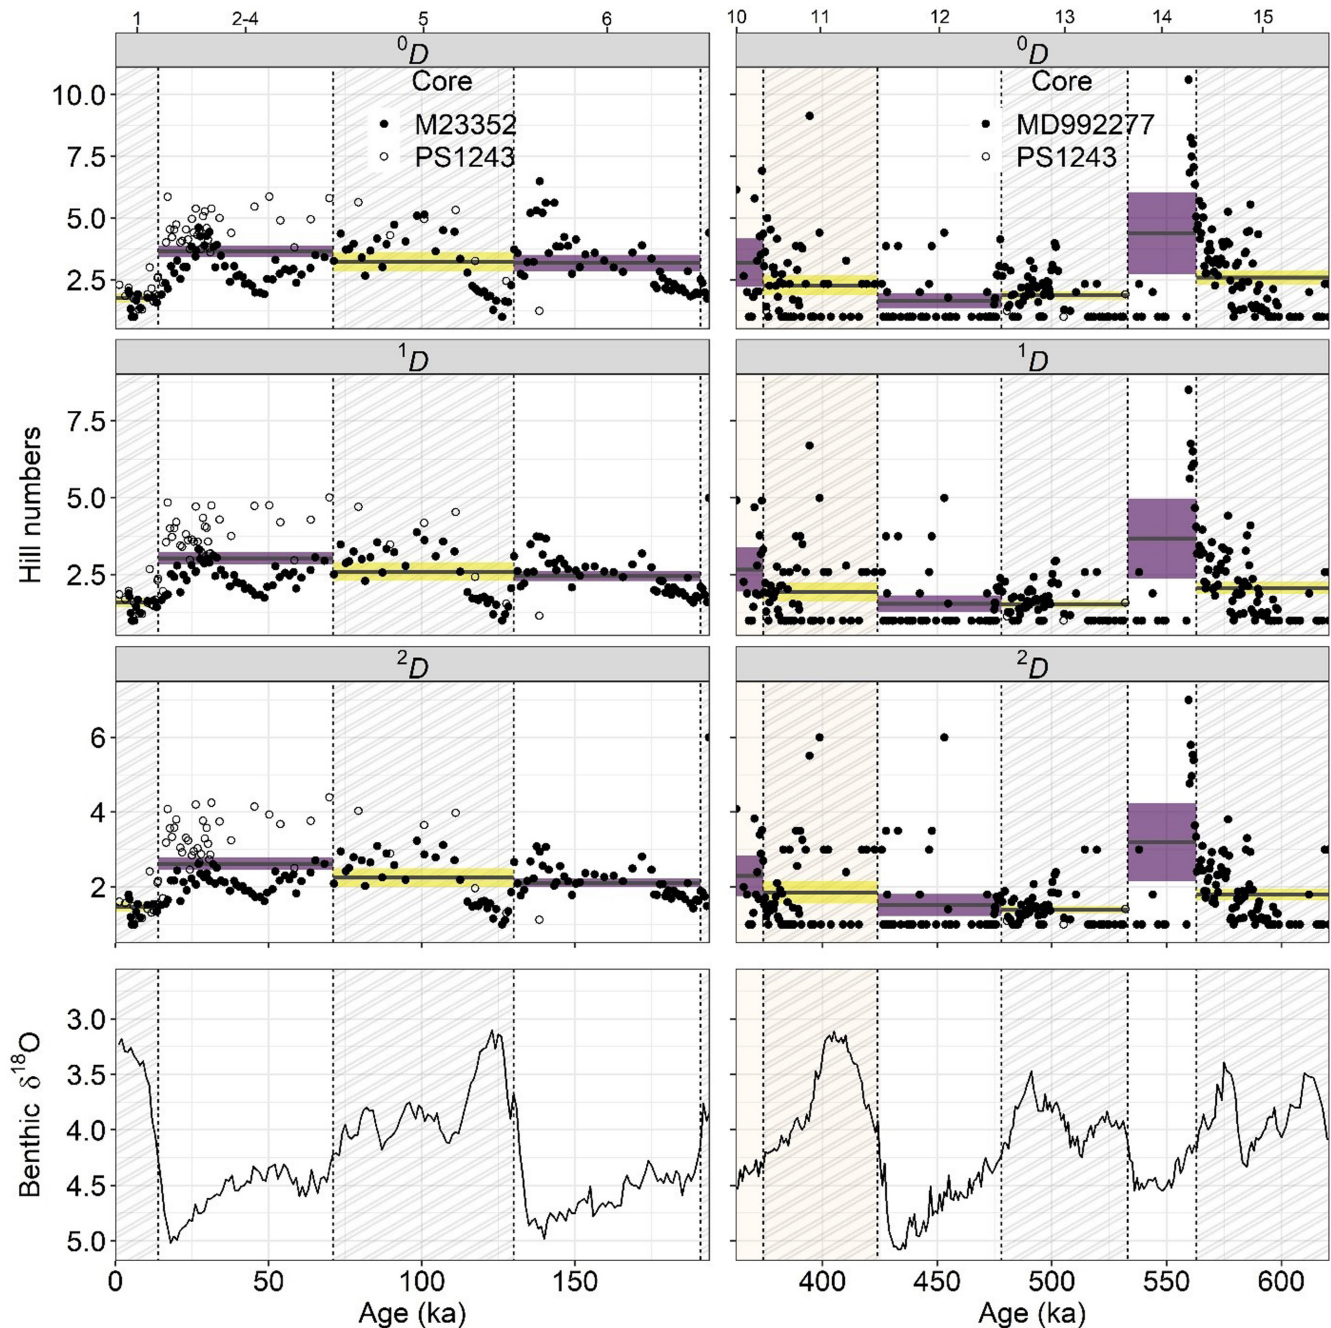 1 2-4 5 6 10 11 12 13 14 15
⁰D ⁰D
Core Core
M23352 MD992277
PS1243 PS1243
10.0
7.5
5.0
2.5
¹D ¹D
7.5
5.0
2.5
Hill numbers
²D ²D
6
4
2
3.0
3.5
4.0
4.5
5.0
Benthic δ¹⁸O
0 50 100 150 400 450 500 550 600
Age (ka) Age (ka)